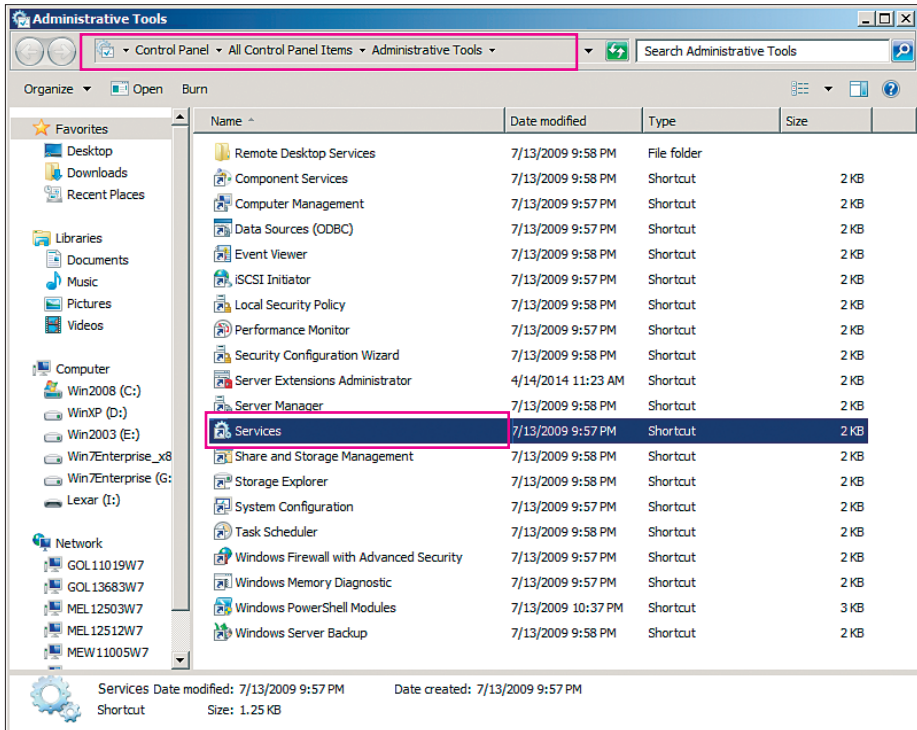 Administrative Tools
Control Panel All Control Panel Items Administrative Tools
Search Administrative Tools
Organize Open Burn
Favorites
Desktop
Downloads
Recent Places
Libraries
Documents
Music
Pictures
Videos
Computer
Win2008 (C:)
WinXP (D:)
Win2003 (E:)
Win7Enterprise_x8
Win7Enterprise (G:
Lexar (I:)
Network
GOL11019W7
GOL13683W7
MEL12503W7
MEL12512W7
MEW11005W7
Name Date modified Type Size
Remote Desktop Services 7/13/2009 9:58 PM File folder
Component Services 7/13/2009 9:58 PM Shortcut 2 KB
Computer Management 7/13/2009 9:58 PM Shortcut 2 KB
Data Sources (ODBC) 7/13/2009 9:58 PM Shortcut 2 KB
Event Viewer 7/13/2009 9:58 PM Shortcut 2 KB
iSCSI Initiator 7/13/2009 9:57 PM Shortcut 2 KB
Local Security Policy 7/13/2009 9:58 PM Shortcut 2 KB
Performance Monitor 7/13/2009 9:57 PM Shortcut 2 KB
Security Configuration Wizard 7/13/2009 9:58 PM Shortcut 2 KB
Server Extensions Administrator 4/14/2014 11:23 AM Shortcut 2 KB
Server Manager 7/13/2009 9:58 PM Shortcut 2 KB
Services 7/13/2009 9:57 PM Shortcut 2 KB
Share and Storage Management 7/13/2009 9:58 PM Shortcut 2 KB
Storage Explorer 7/13/2009 9:58 PM Shortcut 2 KB
System Configuration 7/13/2009 9:57 PM Shortcut 2 KB
Task Scheduler 7/13/2009 9:58 PM Shortcut 2 KB
Windows Firewall with Advanced Security 7/13/2009 9:57 PM Shortcut 2 KB
Windows Memory Diagnostic 7/13/2009 9:57 PM Shortcut 2 KB
Windows PowerShell Modules 7/13/2009 10:37 PM Shortcut 3 KB
Windows Server Backup 7/13/2009 9:58 PM Shortcut 2 KB
Services Date modified: 7/13/2009 9:57 PM Date created: 7/13/2009 9:57 PM
Shortcut Size: 1.25 KB